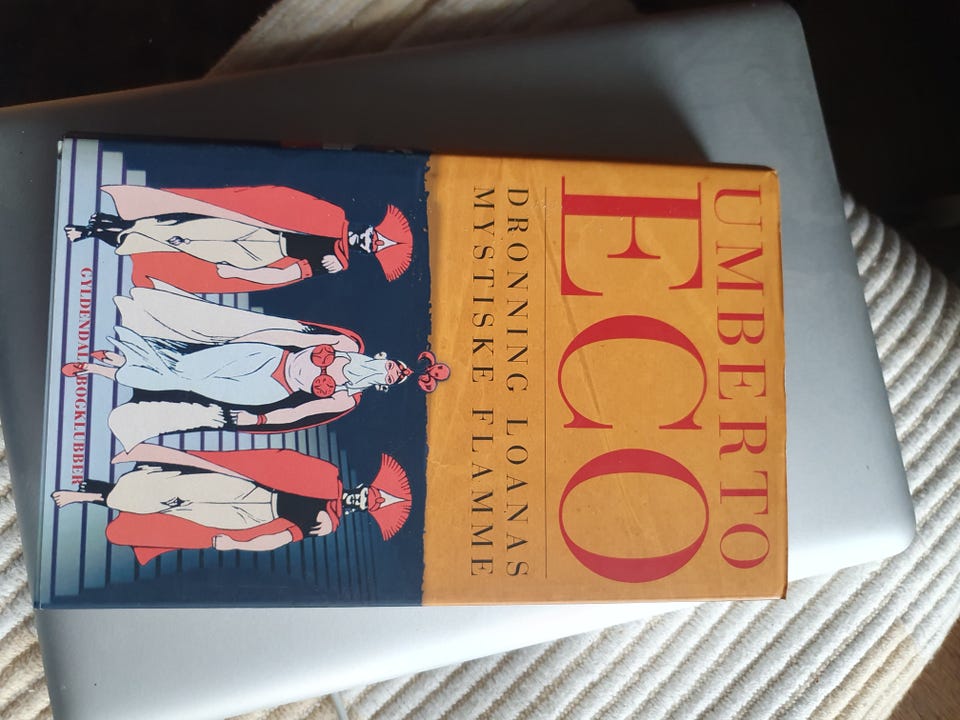 UMBERTO
ECO
DRONNING LOANAS
MYSTISKE FLAMME
GYLDENDALS BOGKLUBBER